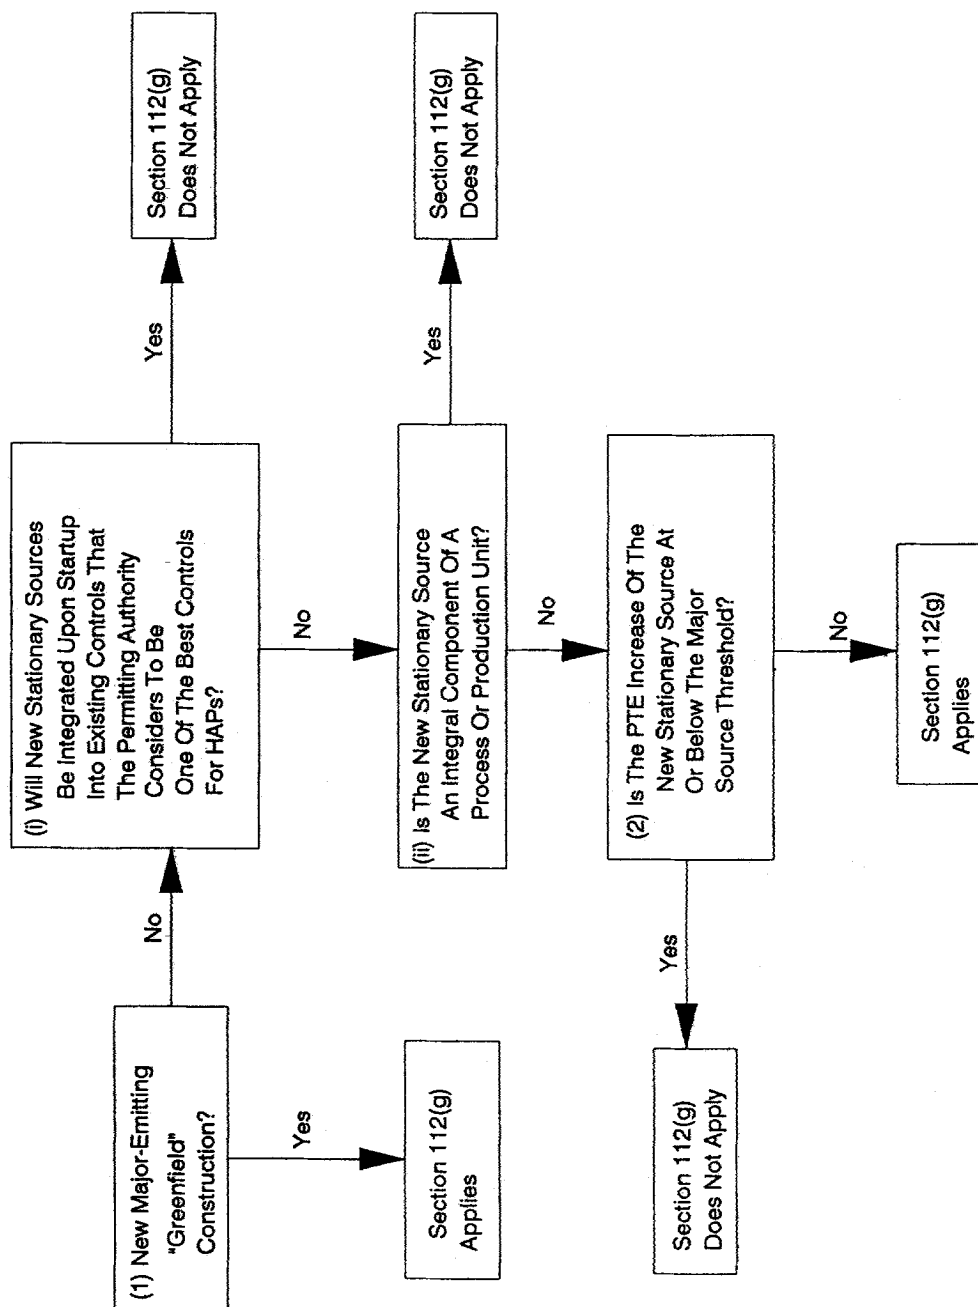 (1) New Major-Emitting
"Greenfield"
Construction?
No
Yes
Section 112(g)
Applies
(i) Will New Stationary Sources
Be Integrated Upon Startup
Into Existing Controls That
The Permitting Authority
Considers To Be
One Of The Best Controls
For HAPs?
Yes
Section 112(g)
Does Not Apply
No
(ii) Is The New Stationary Source
An Integral Component Of A
Process Or Production Unit?
Yes
Section 112(g)
Does Not Apply
No
(2) Is The PTE Increase Of The
New Stationary Source At
Or Below The Major
Source Threshold?
Yes
Section 112(g)
Does Not Apply
No
Section 112(g)
Applies